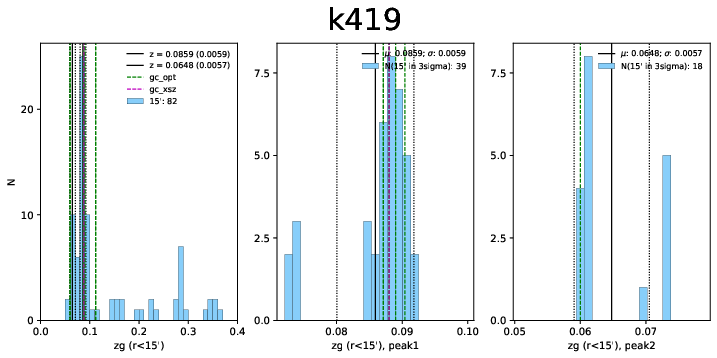 k419
z = 0.0859 (0.0059)
z = 0.0648 (0.0057)
gc_opt
gc_xsz
15': 82
N
20
10
0
0.0 0.1 0.2 0.3 0.4
zg (r<15')
μ: 0.0859; σ: 0.0059
N(15' in 3sigma): 39
7.5
5.0
2.5
0.0
0.08 0.09 0.10
zg (r<15'), peak1
μ: 0.0648; σ: 0.0057
N(15' in 3sigma): 18
7.5
5.0
2.5
0.0
0.05 0.06 0.07
zg (r<15'), peak2